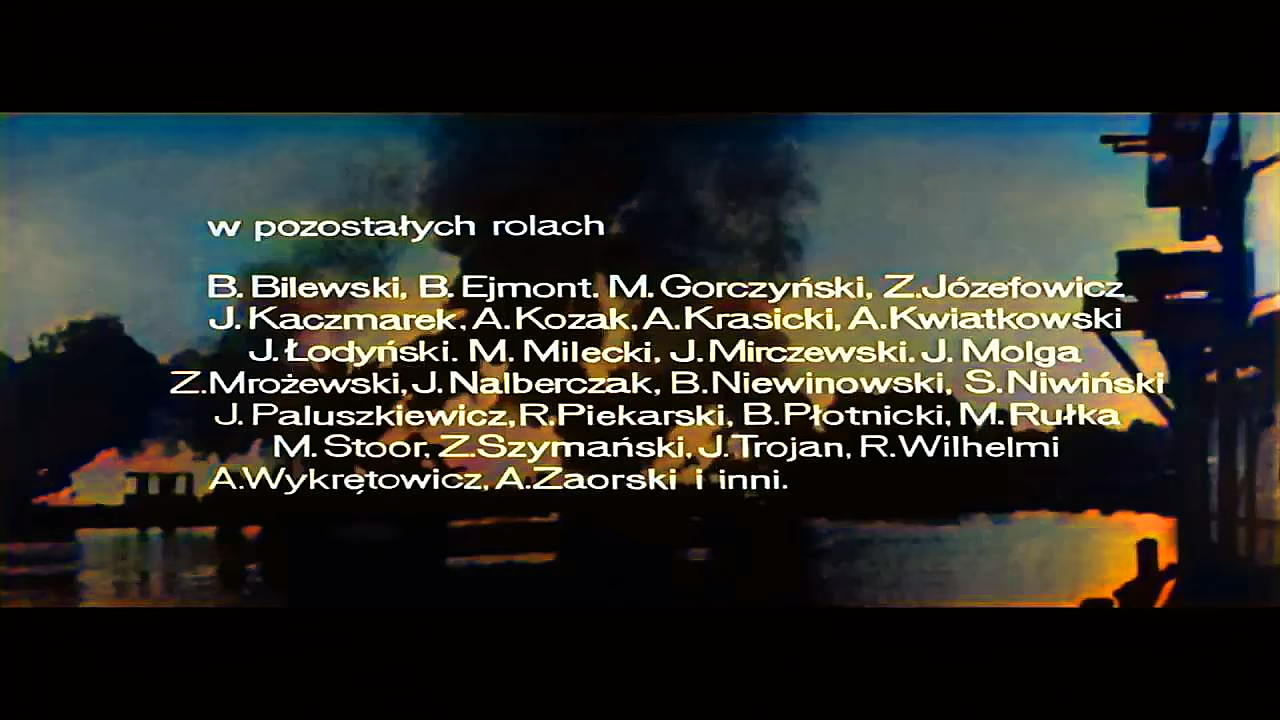 w pozostałych rolach
B. Bilewski, B. Ejmont, M. Gorczyński, Z. Józefowicz
J. Kaczmarek, A. Kozak, A. Krasicki, A. Kwiatkowski
J. Łodyński, M. Milecki, J. Mirczewski, J. Molga
Z. Mrożewski, J. Nalberczak, B. Niewinowski, S. Niwiński
J. Paluszkiewicz, R. Piekarski, B. Płotnicki, M. Rułka
M. Stoor, Z. Szymański, J. Trojan, R. Wilhelmi
A. Wykrętowicz, A. Zaorski i inni.